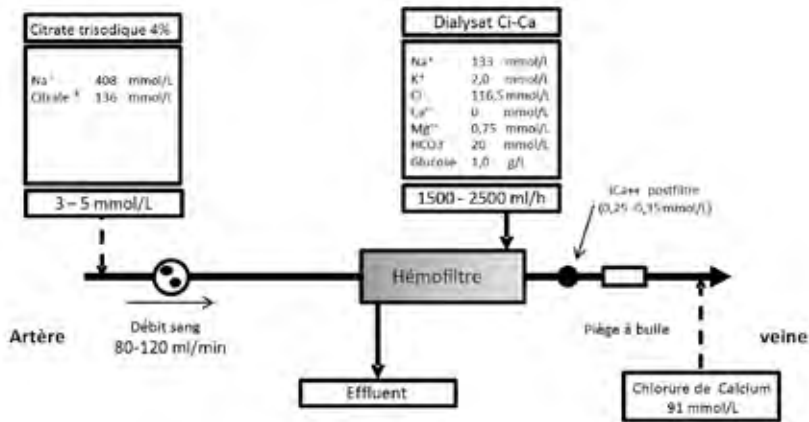 Citrate trisodique 4%
Na⁺ 408 mmol/L
Citrate 136 mmol/L
3 – 5 mmol/L
Dialysat Ci-Ca
Na⁺ 133 mmol/l
K⁺ 2,0 mmol/l
Cl 116,5 mmol/L
Ca⁺⁺ 0 mmol/L
Mg⁺⁺ 0,75 mmol/L
HCO3 20 mmol/L
Glucose 1,0 g/l
1500 – 2500 ml/h
iCa++ postfiltre
(0,25 -0,35 mmol/L)
Hémofiltre
Artère
Débit sang
80-120 ml/min
Piège à bulle
veine
Effluent
Chlorure de Calcium
91 mmol/L